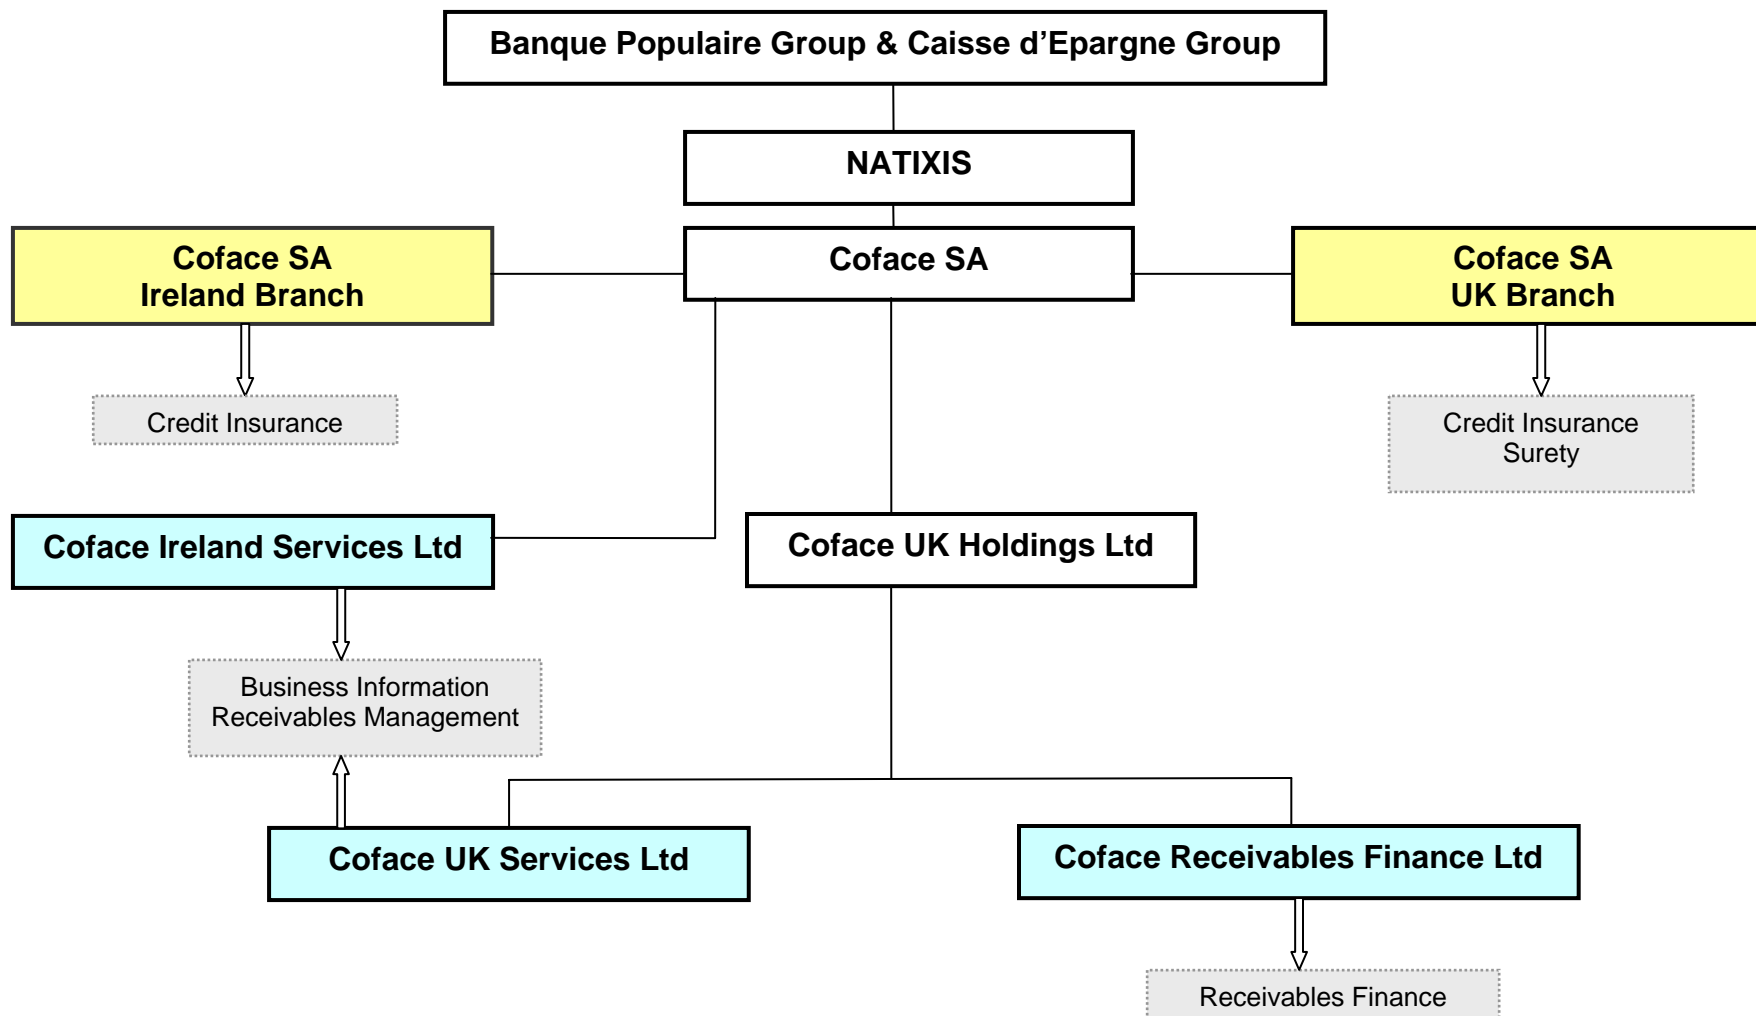 Banque Populaire Group & Caisse d’Epargne Group
NATIXIS
Coface SA
Ireland Branch
Coface SA
Coface SA
UK Branch
Credit Insurance
Credit Insurance
Surety
Coface Ireland Services Ltd
Coface UK Holdings Ltd
Business Information
Receivables Management
Coface UK Services Ltd
Coface Receivables Finance Ltd
Receivables Finance